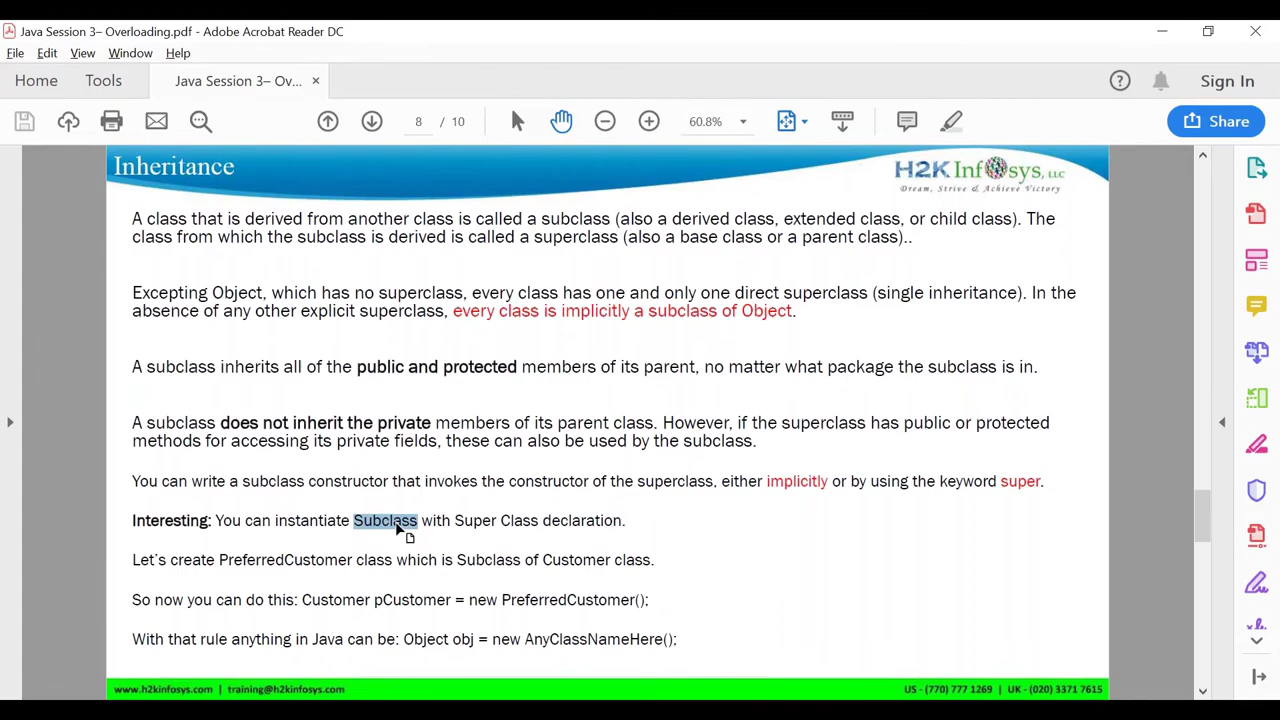 Java Session 3– Overloading.pdf - Adobe Acrobat Reader DC
File Edit View Window Help
Home Tools Java Session 3– Ov... × Sign In
8 / 10 60.8% Share
Inheritance
H2K Infosys, LLC
Dream, Strive & Achieve Victory
A class that is derived from another class is called a subclass (also a derived class, extended class, or child class). The
class from which the subclass is derived is called a superclass (also a base class or a parent class)..
Excepting Object, which has no superclass, every class has one and only one direct superclass (single inheritance). In the
absence of any other explicit superclass, every class is implicitly a subclass of Object.
A subclass inherits all of the public and protected members of its parent, no matter what package the subclass is in.
A subclass does not inherit the private members of its parent class. However, if the superclass has public or protected
methods for accessing its private fields, these can also be used by the subclass.
You can write a subclass constructor that invokes the constructor of the superclass, either implicitly or by using the keyword super.
Interesting: You can instantiate Subclass with Super Class declaration.
Let's create PreferredCustomer class which is Subclass of Customer class.
So now you can do this: Customer pCustomer = new PreferredCustomer();
With that rule anything in Java can be: Object obj = new AnyClassNameHere();
www.h2kinfosys.com | training@h2kinfosys.com US - (770) 777 1269 | UK - (020) 3371 7615